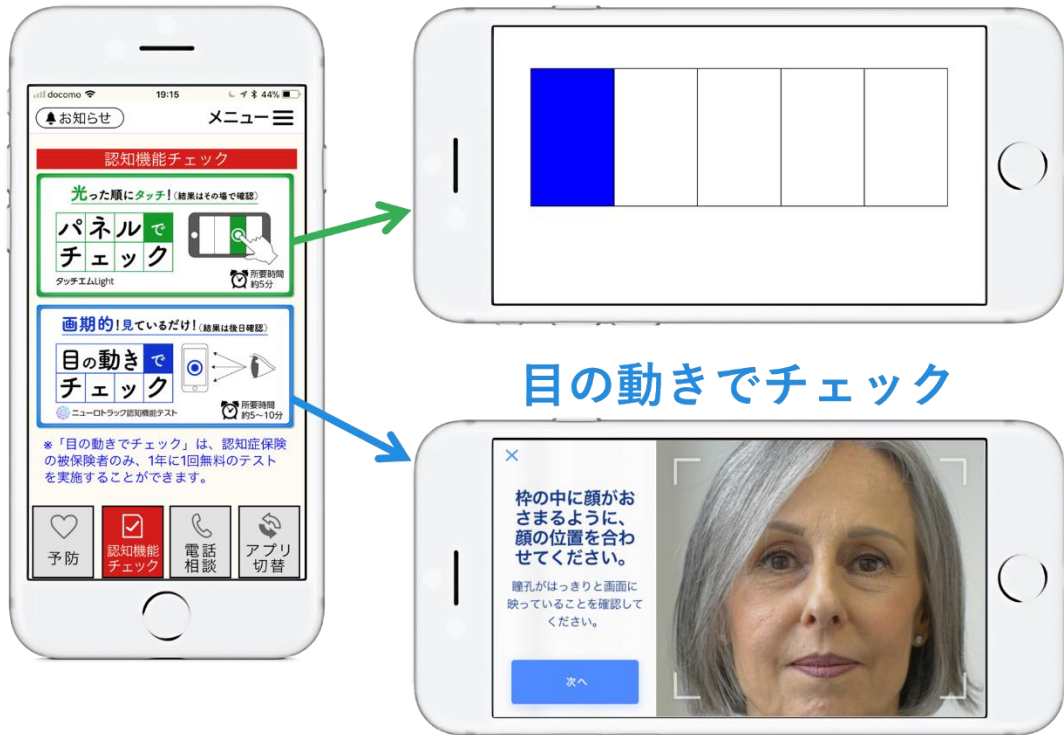 docomo 19:15 44%
お知らせ メニュー
認知機能チェック
光った順にタッチ!(結果はその場で確認)
パネルで
チェック
タッチエムLight
所要時間
約5分
画期的!見ているだけ!(結果は後日確認)
目の動きで
チェック
ニューロトラック認知機能テスト
所要時間
約5〜10分
※「目の動きでチェック」は、認知症保険
の被保険者のみ、1年に1回無料のテスト
を実施することができます。
予防
認知機能
チェック
電話
相談
アプリ
切替
目の動きでチェック
枠の中に顔がお
さまるように、
顔の位置を合わ
せてください。
瞳孔がはっきりと画面に
映っていることを確認して
ください。
次へ